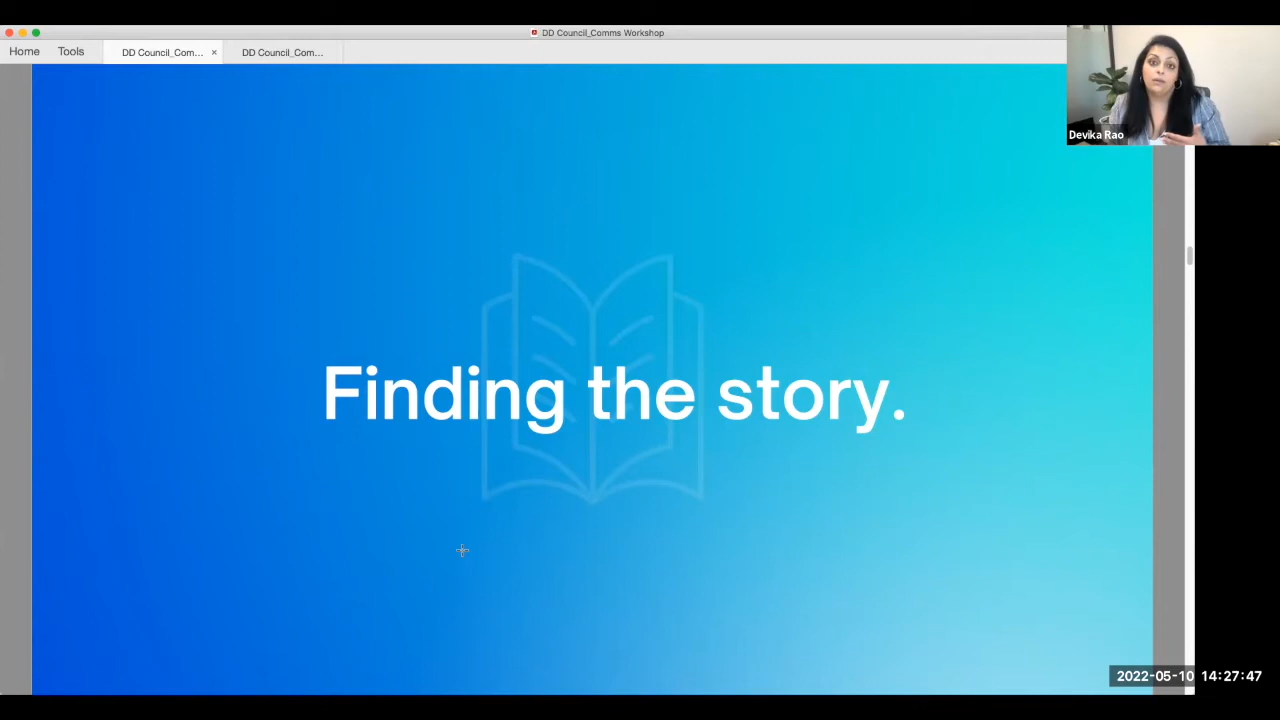 DD Council_Comms Workshop
Home
Tools
DD Council_Com... ×
DD Council_Com...
Devika Rao
Finding the story.
2022-05-10 14:27:47